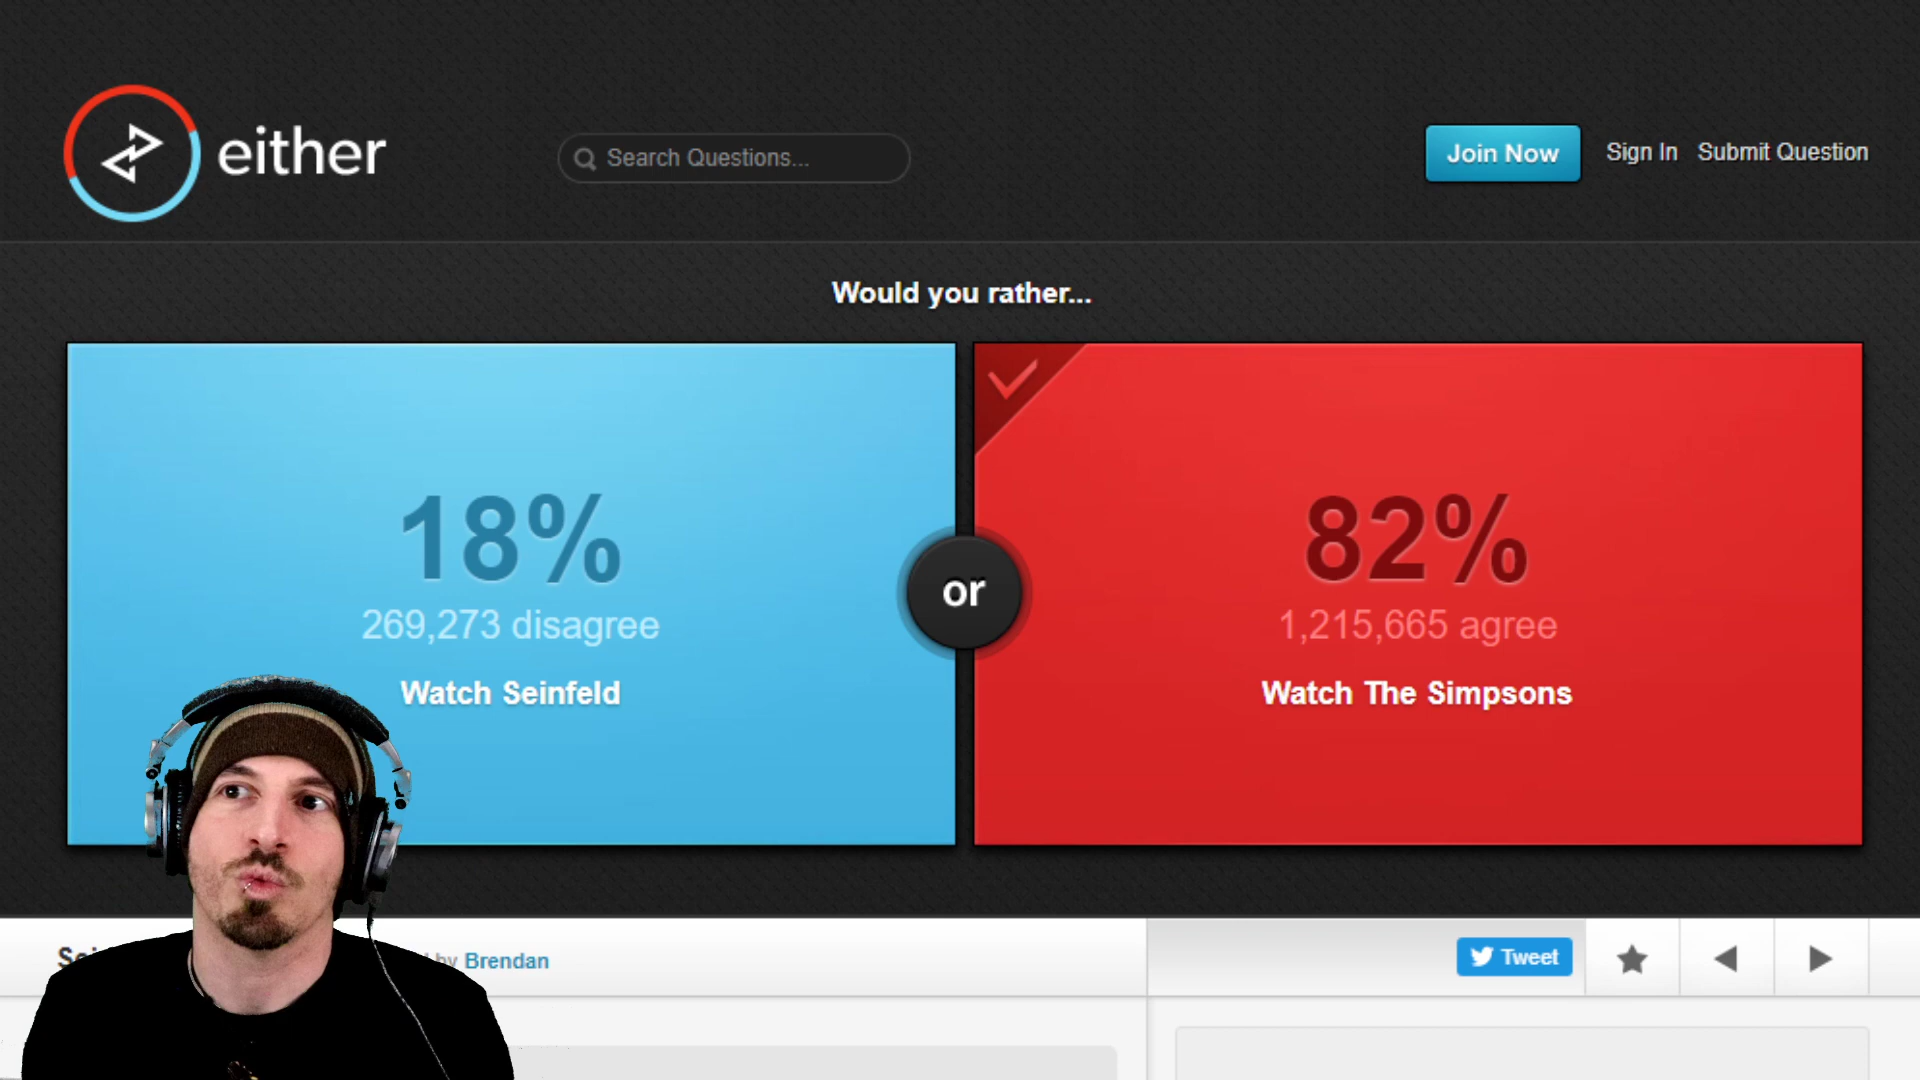 either
Search Questions...
Join Now
Sign In
Submit Question
Would you rather...
18%
269,273 disagree
Watch Seinfeld
or
82%
1,215,665 agree
Watch The Simpsons
by Brendan
Tweet